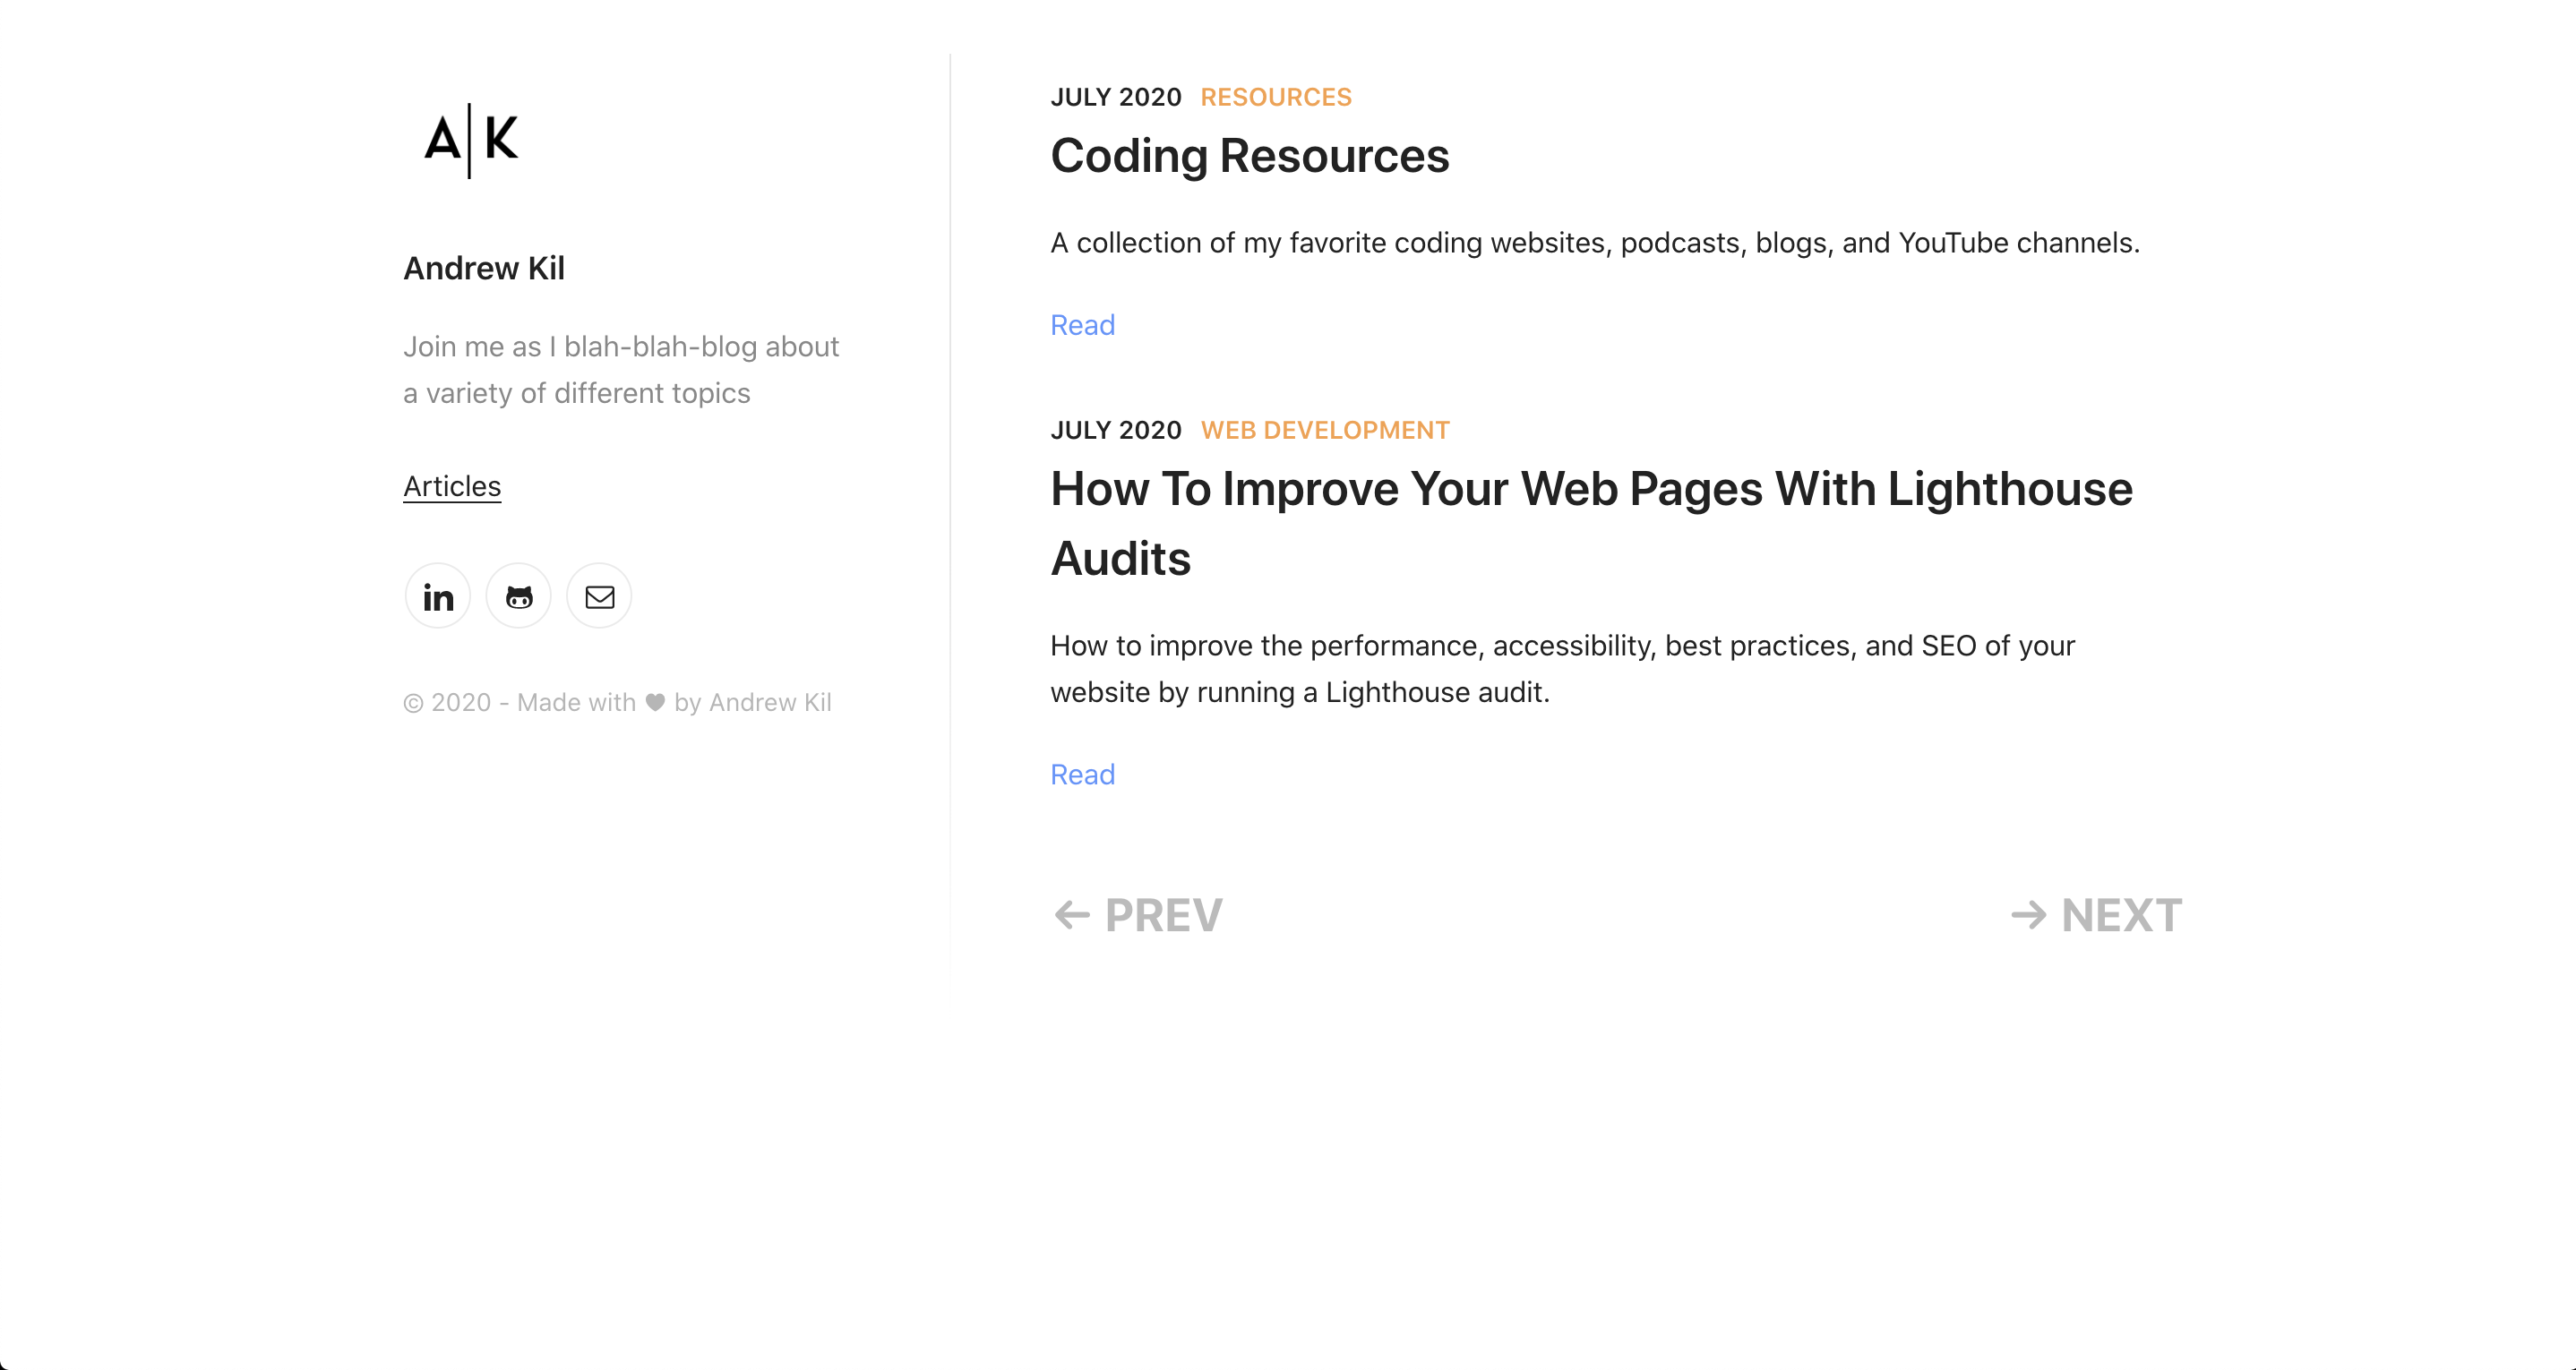 A|K
Andrew Kil
Join me as I blah-blah-blog about
a variety of different topics
Articles
in
© 2020 - Made with ♥ by Andrew Kil
JULY 2020 RESOURCES
Coding Resources
A collection of my favorite coding websites, podcasts, blogs, and YouTube channels.
Read
JULY 2020 WEB DEVELOPMENT
How To Improve Your Web Pages With Lighthouse
Audits
How to improve the performance, accessibility, best practices, and SEO of your
website by running a Lighthouse audit.
Read
← PREV
→ NEXT